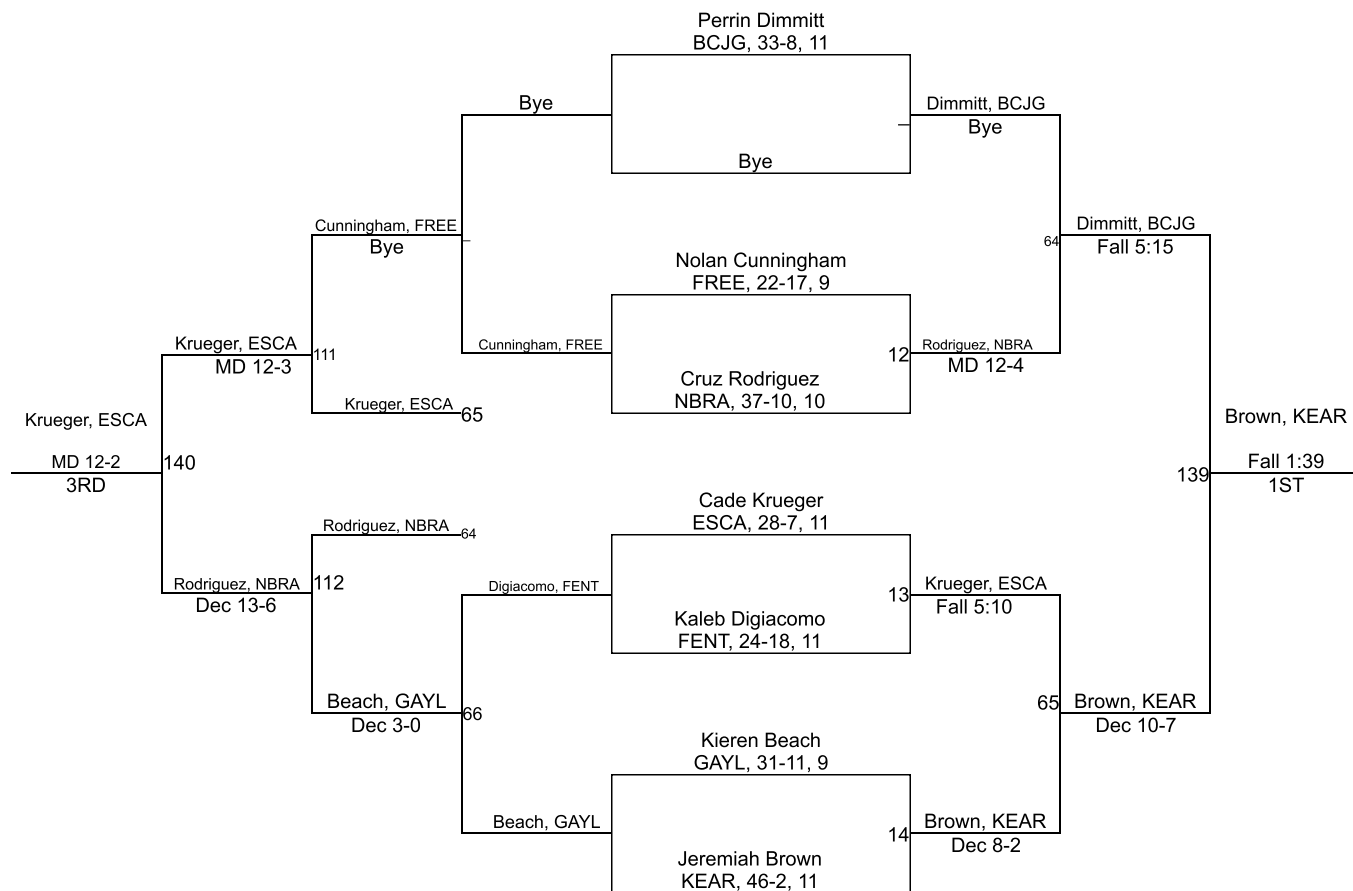 Perrin Dimmitt
BCJG, 33-8, 11
Bye
Dimmitt, BCJG
Bye
Bye
Cunningham, FREE
Bye
Dimmitt, BCJG
64
Fall 5:15
Nolan Cunningham
FREE, 22-17, 9
Krueger, ESCA
111
MD 12-3
Cunningham, FREE
12
Rodriguez, NBRA
MD 12-4
Cruz Rodriguez
NBRA, 37-10, 10
Krueger, ESCA
65
Krueger, ESCA
Brown, KEAR
MD 12-2
140
3RD
139
Fall 1:39
1ST
Cade Krueger
ESCA, 28-7, 11
Rodriguez, NBRA
64
Rodriguez, NBRA
112
Dec 13-6
Digiacomo, FENT
13
Krueger, ESCA
Fall 5:10
Kaleb Digiacomo
FENT, 24-18, 11
Beach, GAYL
66
Dec 3-0
65
Brown, KEAR
Dec 10-7
Kieren Beach
GAYL, 31-11, 9
Beach, GAYL
14
Brown, KEAR
Dec 8-2
Jeremiah Brown
KEAR, 46-2, 11